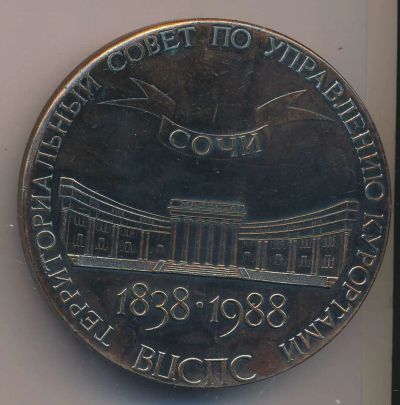 ТЕРРИТОРИАЛЬНЫЙ СОВЕТ ПО УПРАВЛЕНИЮ КУРОРТАМИ
СОЧИ
1838·1988
ВЦСПС